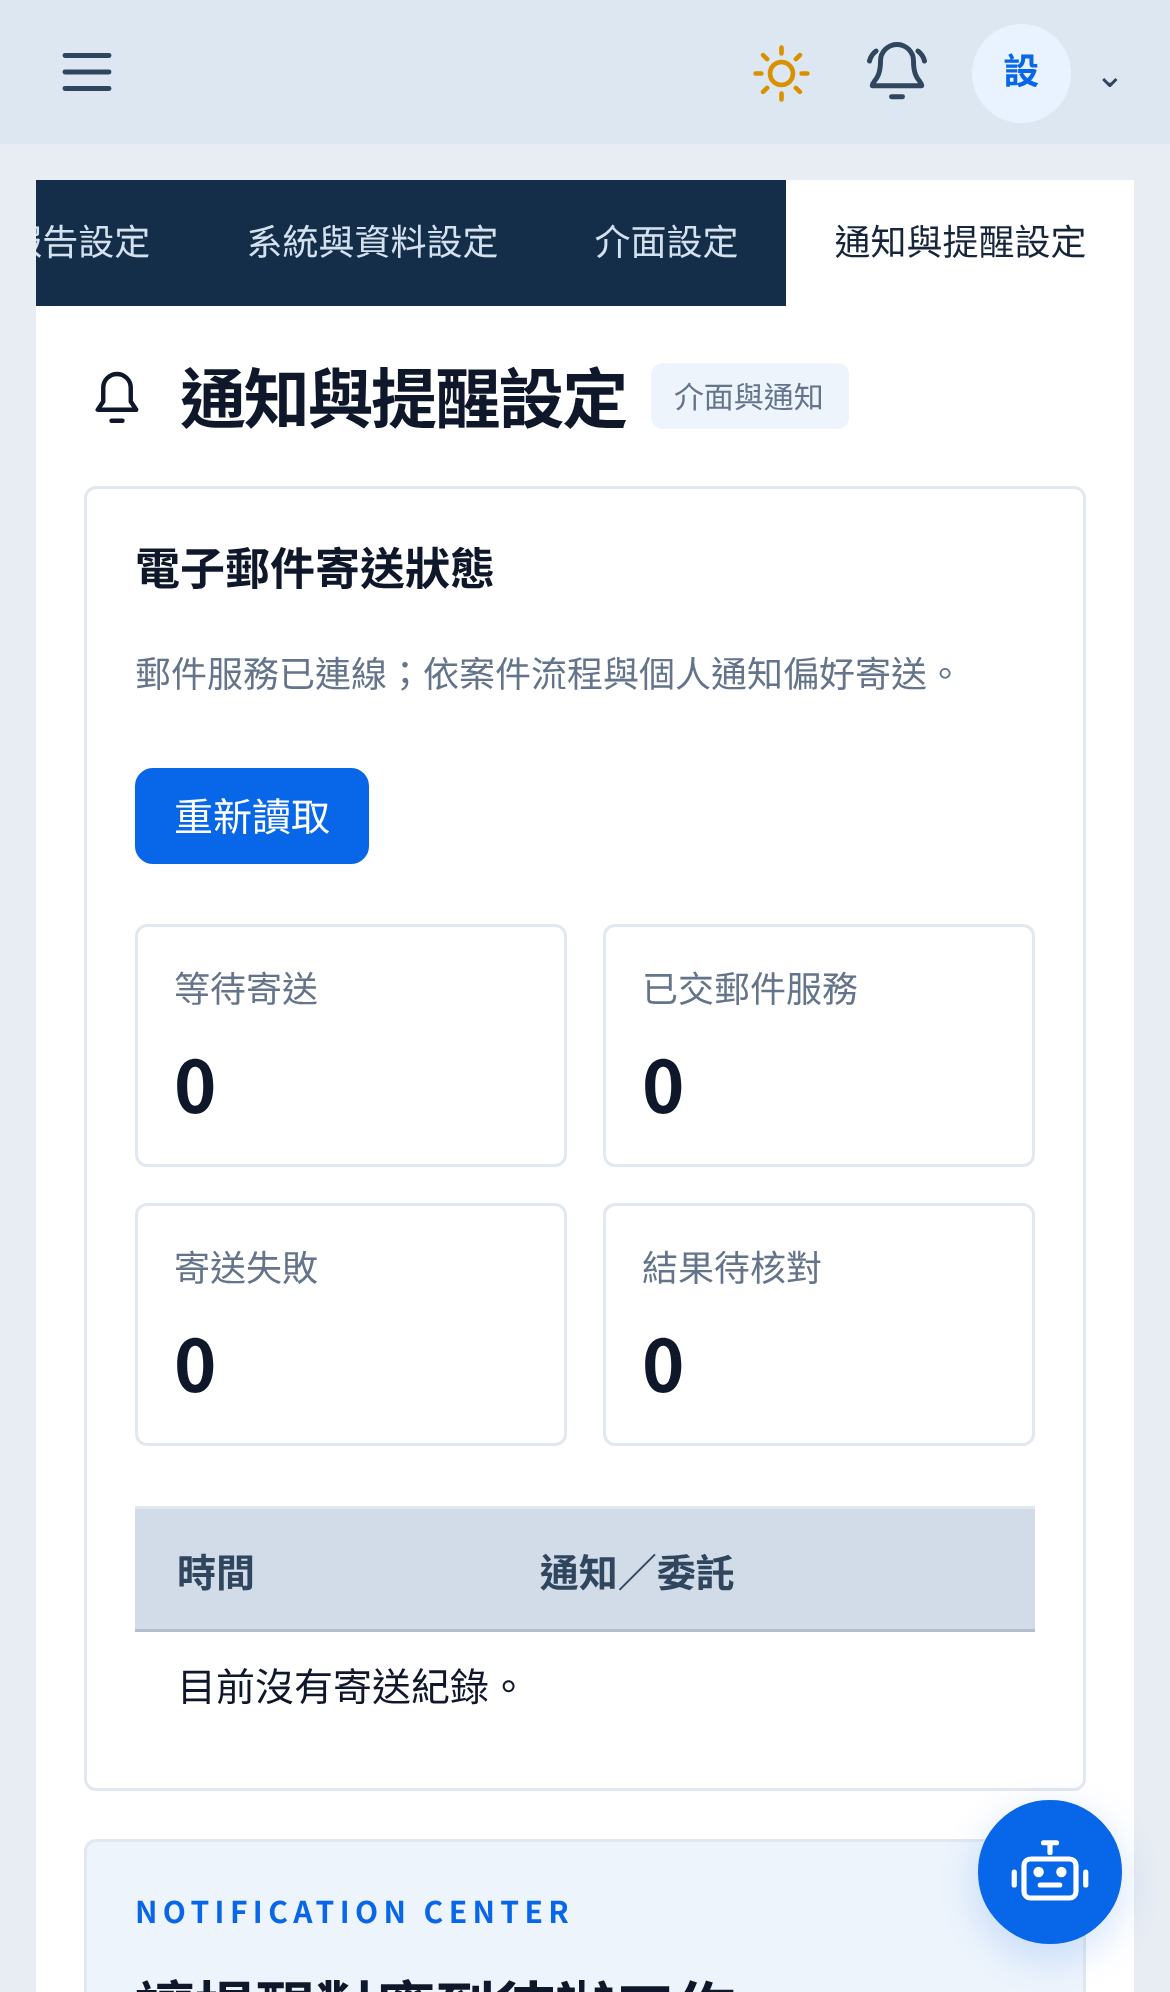 設
告設定 系統與資料設定 介面設定 通知與提醒設定
通知與提醒設定 介面與通知
電子郵件寄送狀態
郵件服務已連線；依案件流程與個人通知偏好寄送。
重新讀取
等待寄送 已交郵件服務
0 0
寄送失敗 結果待核對
0 0
時間 通知／委託
目前沒有寄送紀錄。
NOTIFICATION CENTER